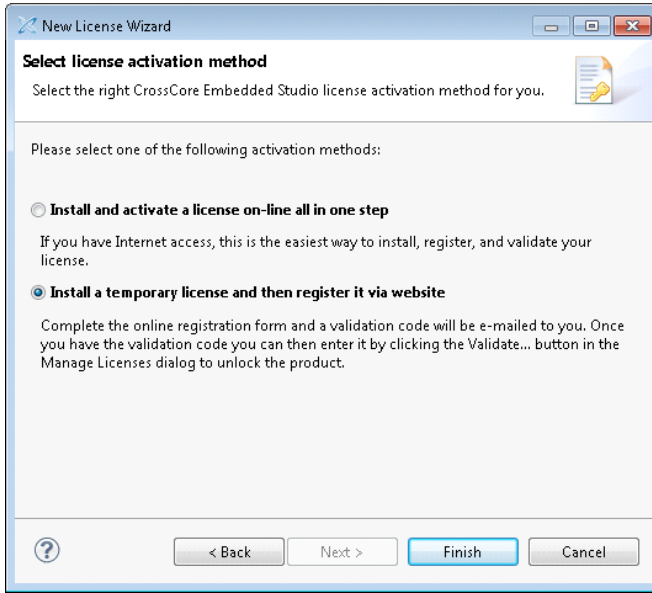 New License Wizard
Select license activation method
Select the right CrossCore Embedded Studio license activation method for you.
Please select one of the following activation methods:
Install and activate a license on-line all in one step
If you have Internet access, this is the easiest way to install, register, and validate your
license.
Install a temporary license and then register it via website
Complete the online registration form and a validation code will be e-mailed to you. Once
you have the validation code you can then enter it by clicking the Validate... button in the
Manage Licenses dialog to unlock the product.
? < Back Next > Finish Cancel